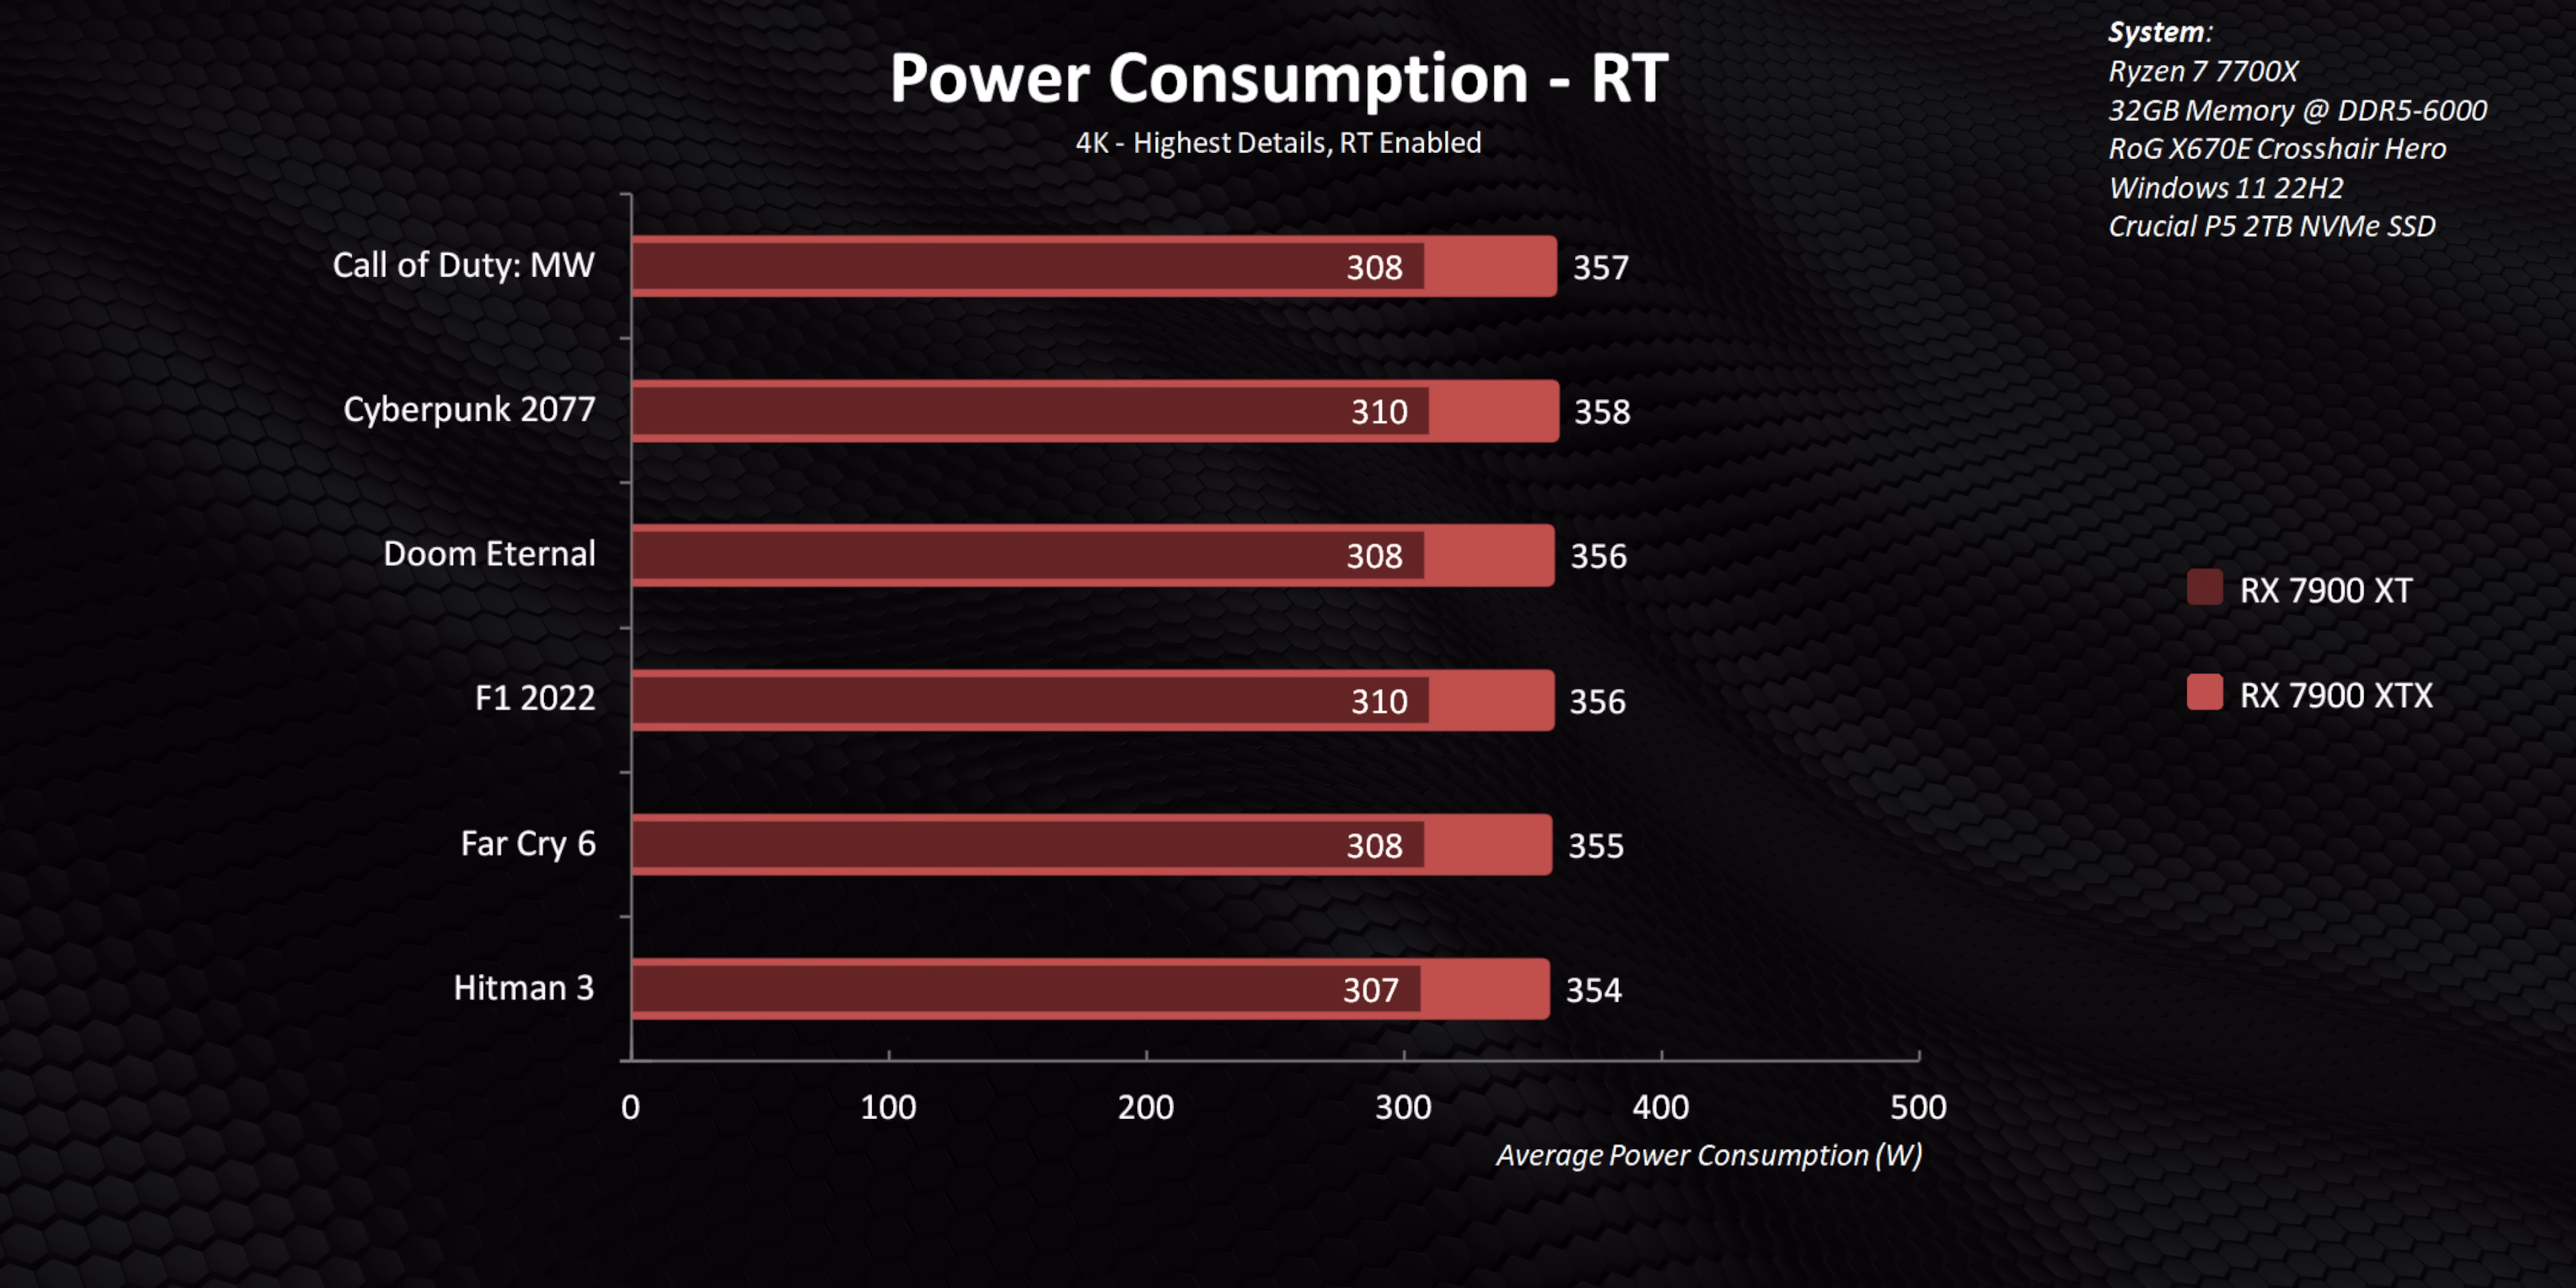 Power Consumption - RT
4K - Highest Details, RT Enabled
System:
Ryzen 7 7700X
32GB Memory @ DDR5-6000
RoG X670E Crosshair Hero
Windows 11 22H2
Crucial P5 2TB NVMe SSD
Call of Duty: MW 308 357
Cyberpunk 2077 310 358
Doom Eternal 308 356
F1 2022 310 356
Far Cry 6 308 355
Hitman 3 307 354
RX 7900 XT
RX 7900 XTX
0 100 200 300 400 500
Average Power Consumption (W)